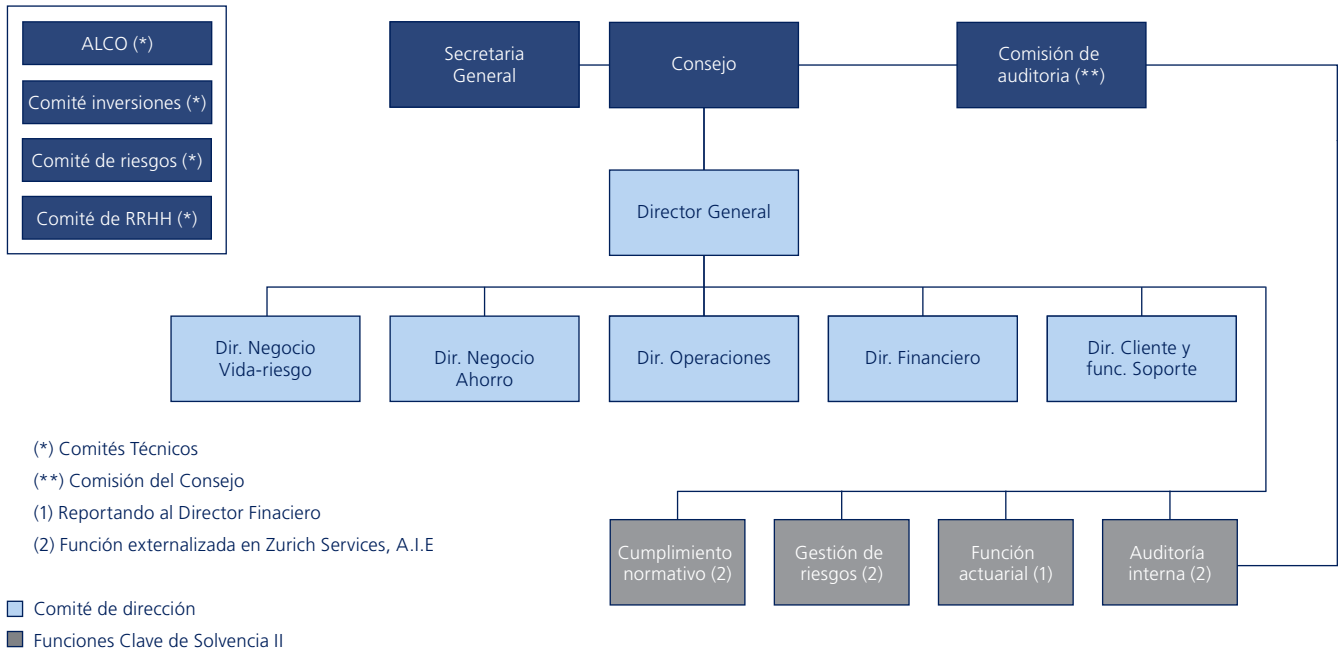 ALCO (*)
Comité inversiones (*)
Comité de riesgos (*)
Comité de RRHH (*)
Secretaria
General
Consejo
Comisión de
auditoria (**)
Director General
Dir. Negocio
Vida-riesgo
Dir. Negocio
Ahorro
Dir. Operaciones
Dir. Financiero
Dir. Cliente y
func. Soporte
(*) Comités Técnicos
(**) Comisión del Consejo
(1) Reportando al Director Finaciero
(2) Función externalizada en Zurich Services, A.I.E
Cumplimiento
normativo (2)
Gestión de
riesgos (2)
Función
actuarial (1)
Auditoría
interna (2)
Comité de dirección
Funciones Clave de Solvencia II